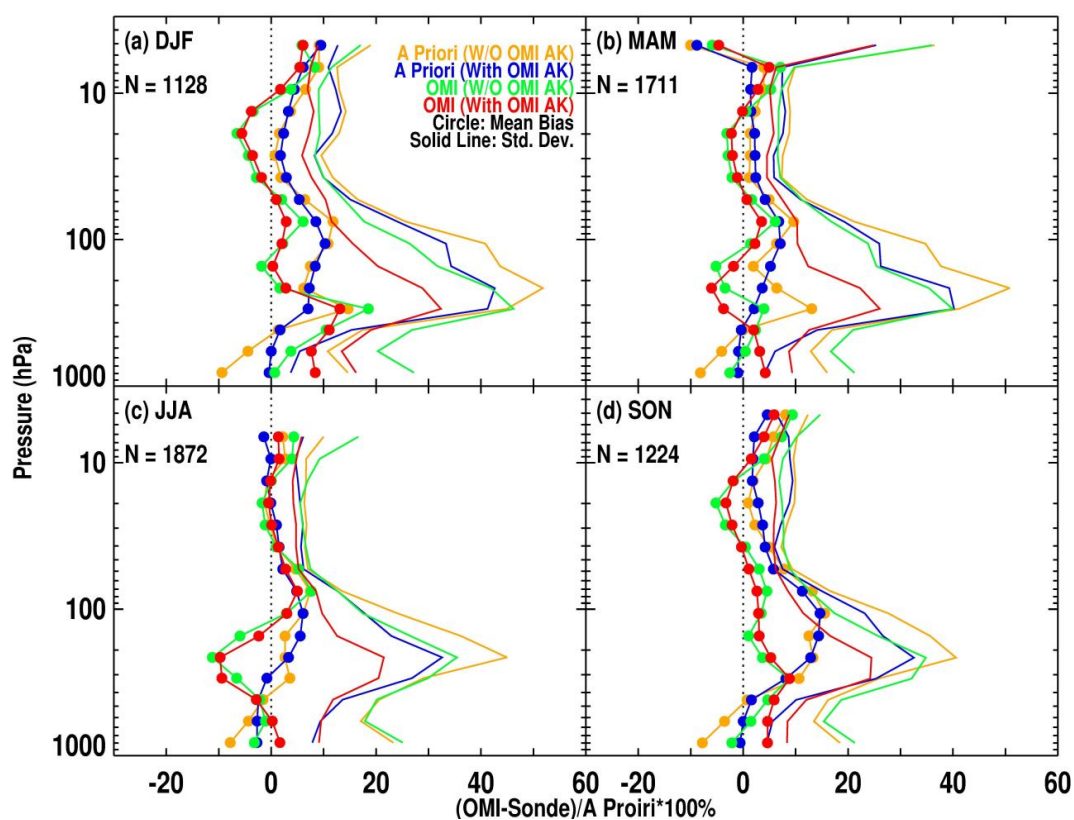 (a) DJF
N = 1128
A Priori (W/O OMI AK)
A Priori (With OMI AK)
OMI (W/O OMI AK)
OMI (With OMI AK)
Circle: Mean Bias
Solid Line: Std. Dev.
(b) MAM
N = 1711
10
100
1000
(c) JJA
N = 1872
(d) SON
N = 1224
10
100
1000
Pressure (hPa)
-20 0 20 40 60 -20 0 20 40 60
(OMI-Sonde)/A Proiri*100%